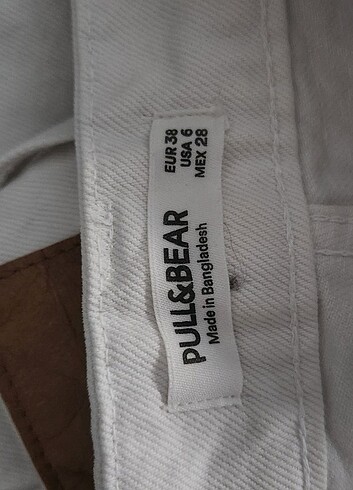 PULL&BEAR
Made in Bangladesh
EUR 38
USA 6
MEX 28